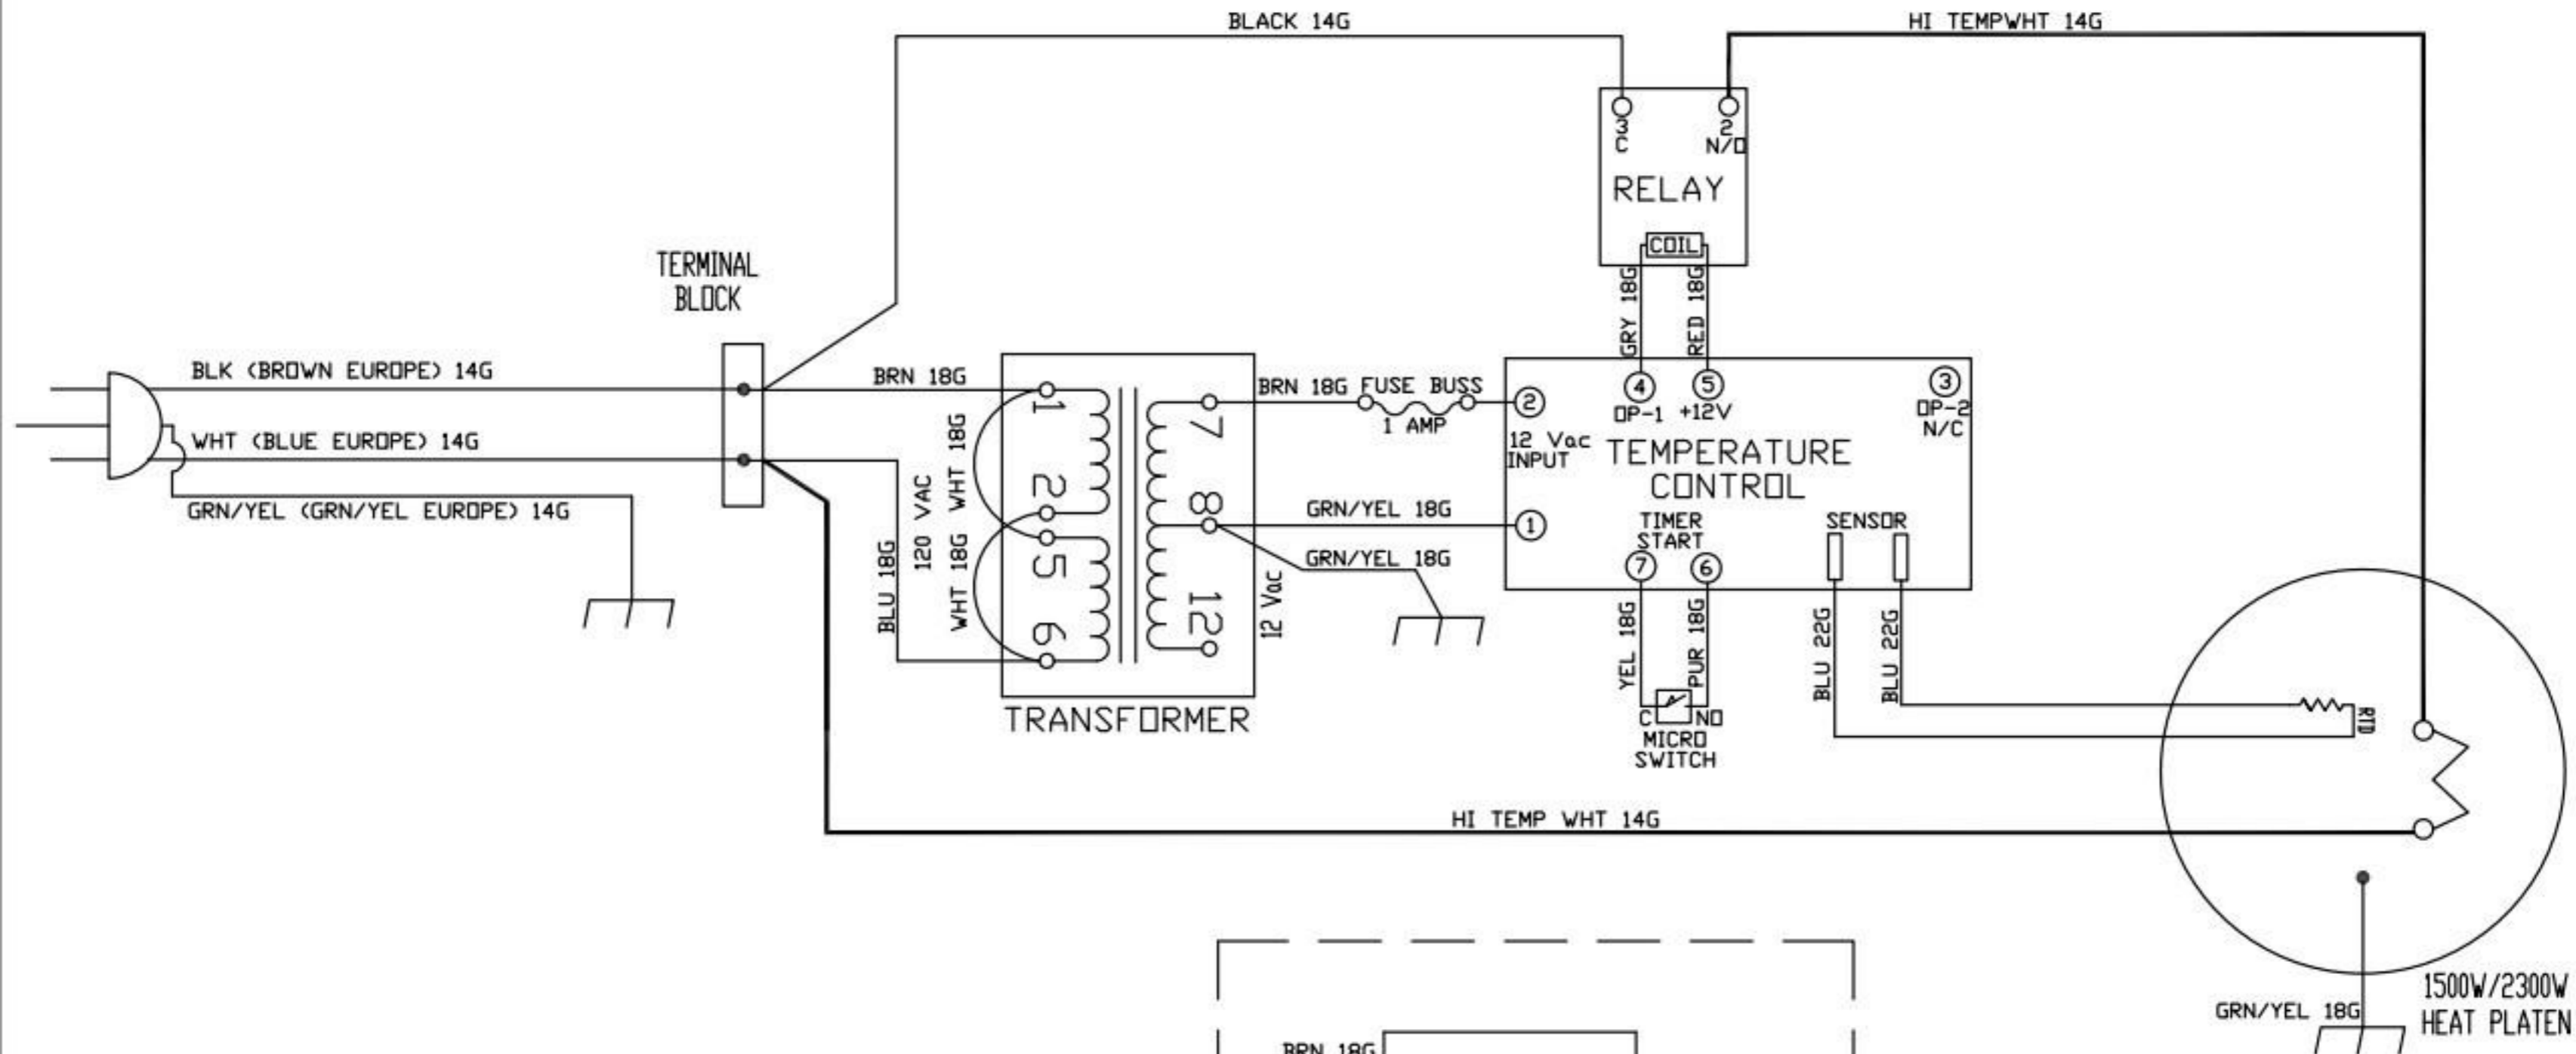 BLACK 14G
HI TEMPWHT 14G
3
C
2
N/O
RELAY
COIL
GRY 18G
RED 18G
TERMINAL
BLOCK
BLK (BROWN EUROPE) 14G
WHT (BLUE EUROPE) 14G
GRN/YEL (GRN/YEL EUROPE) 14G
BRN 18G
BLU 18G
120 VAC
WHT 18G
WHT 18G
1
2
5
6
7
8
12
12 Vac
TRANSFORMER
BRN 18G
FUSE BUSS
1 AMP
GRN/YEL 18G
GRN/YEL 18G
2
12 Vac
INPUT
1
4
OP-1
5
+12V
3
OP-2
N/C
TEMPERATURE
CONTROL
TIMER
START
7
6
SENSOR
YEL 18G
PUR 18G
C
NO
MICRO
SWITCH
BLU 22G
BLU 22G
RTD
HI TEMP WHT 14G
GRN/YEL 18G
1500W/2300W
HEAT PLATEN
BRN 18G